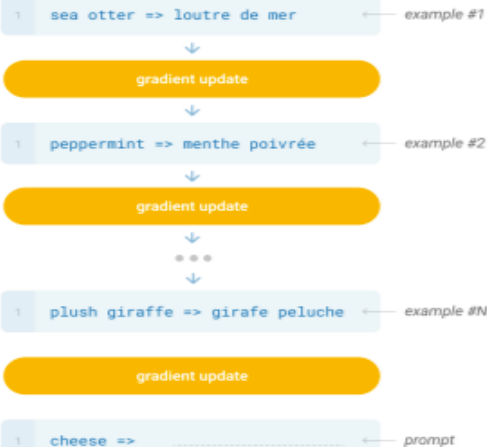 1 sea otter => loutre de mer example #1
gradient update
1 peppermint => menthe poivrée example #2
gradient update
1 plush giraffe => girafe peluche example #N
gradient update
1 cheese => prompt